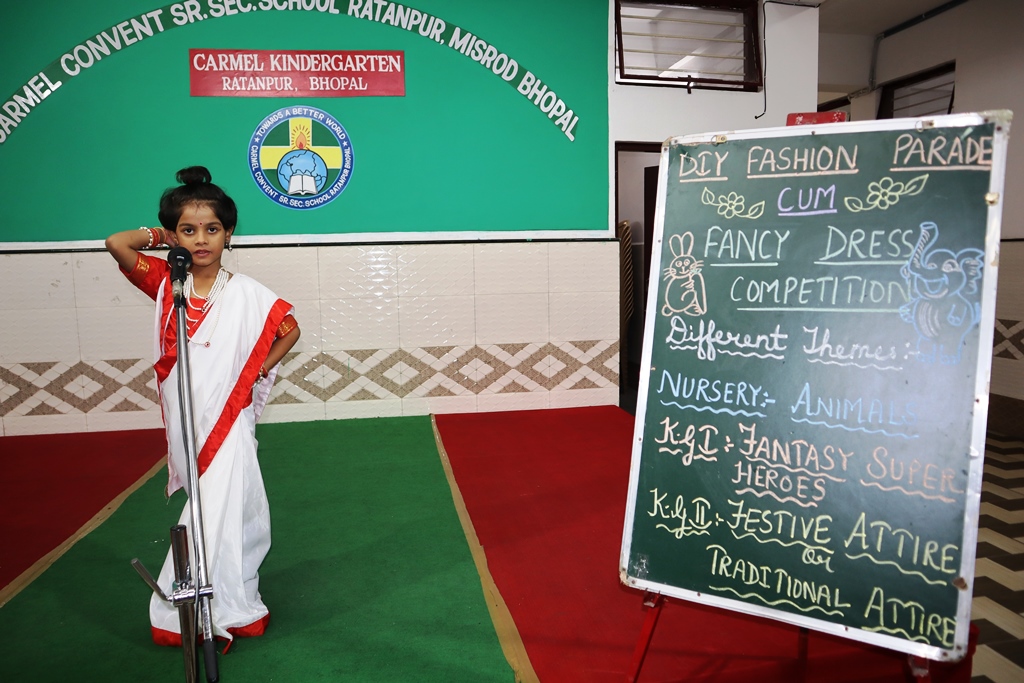 CARMEL CONVENT SR.SEC.SCHOOL RATANPUR, MISROD BHOPAL
CARMEL KINDERGARTEN
RATANPUR, BHOPAL
TOWARDS A BETTER WORLD
CARMEL CONVENT SR.SEC.SCHOOL RATANPUR BHOPAL
DIY FASHION PARADE
CUM
FANCY DRESS
COMPETITION
Different Themes:-
NURSERY:- ANIMALS
K.G I:- FANTASY SUPER
HEROES
K.G II:- FESTIVE ATTIRE
or
TRADITIONAL ATTIRE